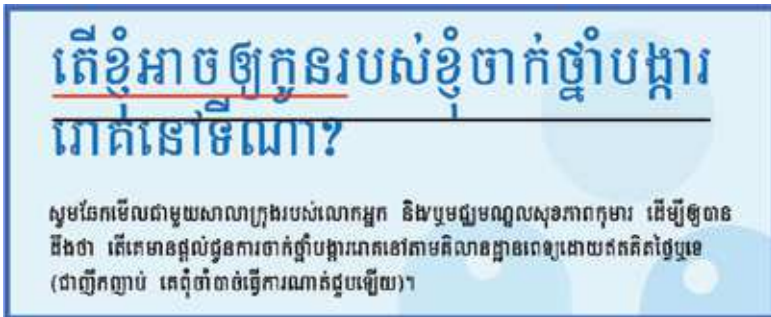 តើខ្ញុំអាចឲ្យកូនរបស់ខ្ញុំចាក់ថ្នាំបង្ការ
រោគនៅទីណា?
សូមឆែកមើលជាមួយសាលាក្រុងរបស់លោកអ្នក និង/ឬមជ្ឈមណ្ឌលសុខភាពកុមារ ដើម្បីឲ្យបាន
ដឹងថា តើគេមានផ្តល់ជូនការចាក់ថ្នាំបង្ការរោគនៅតាមគិលានដ្ឋានពេទ្យដោយឥតគិតថ្លៃឬទេ
(ជាញឹកញាប់ គេពុំចាំបាច់ធ្វើការណាត់ជួបឡើយ)។